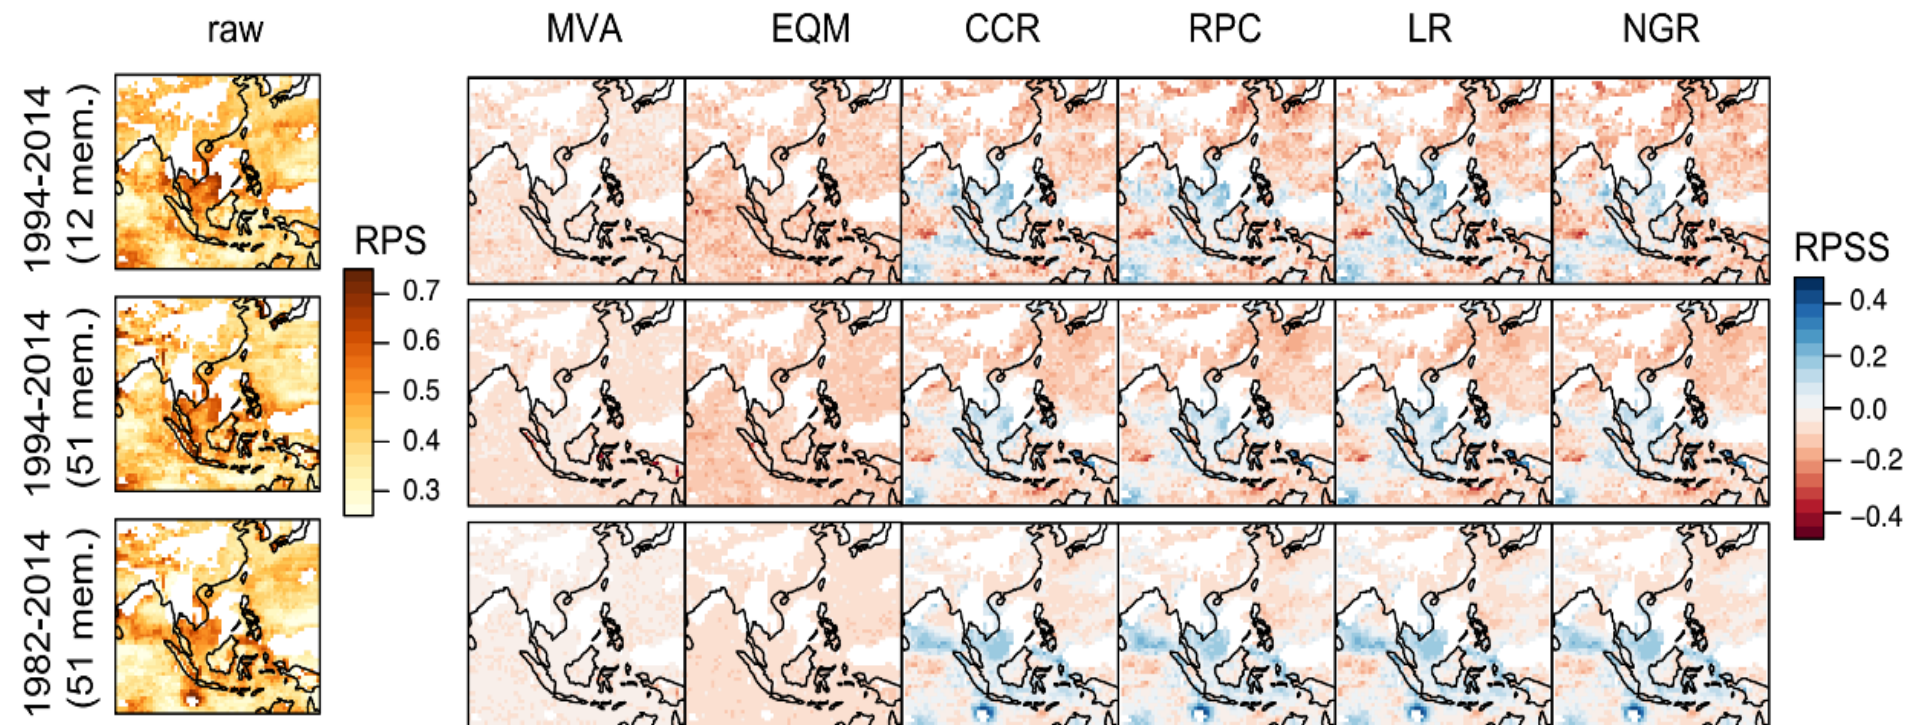 raw
MVA
EQM
CCR
RPC
LR
NGR
1994-2014
(12 mem.)
RPS
0.7
0.6
0.5
0.4
0.3
1994-2014
(51 mem.)
1982-2014
(51 mem.)
RPSS
0.4
0.2
0.0
−0.2
−0.4